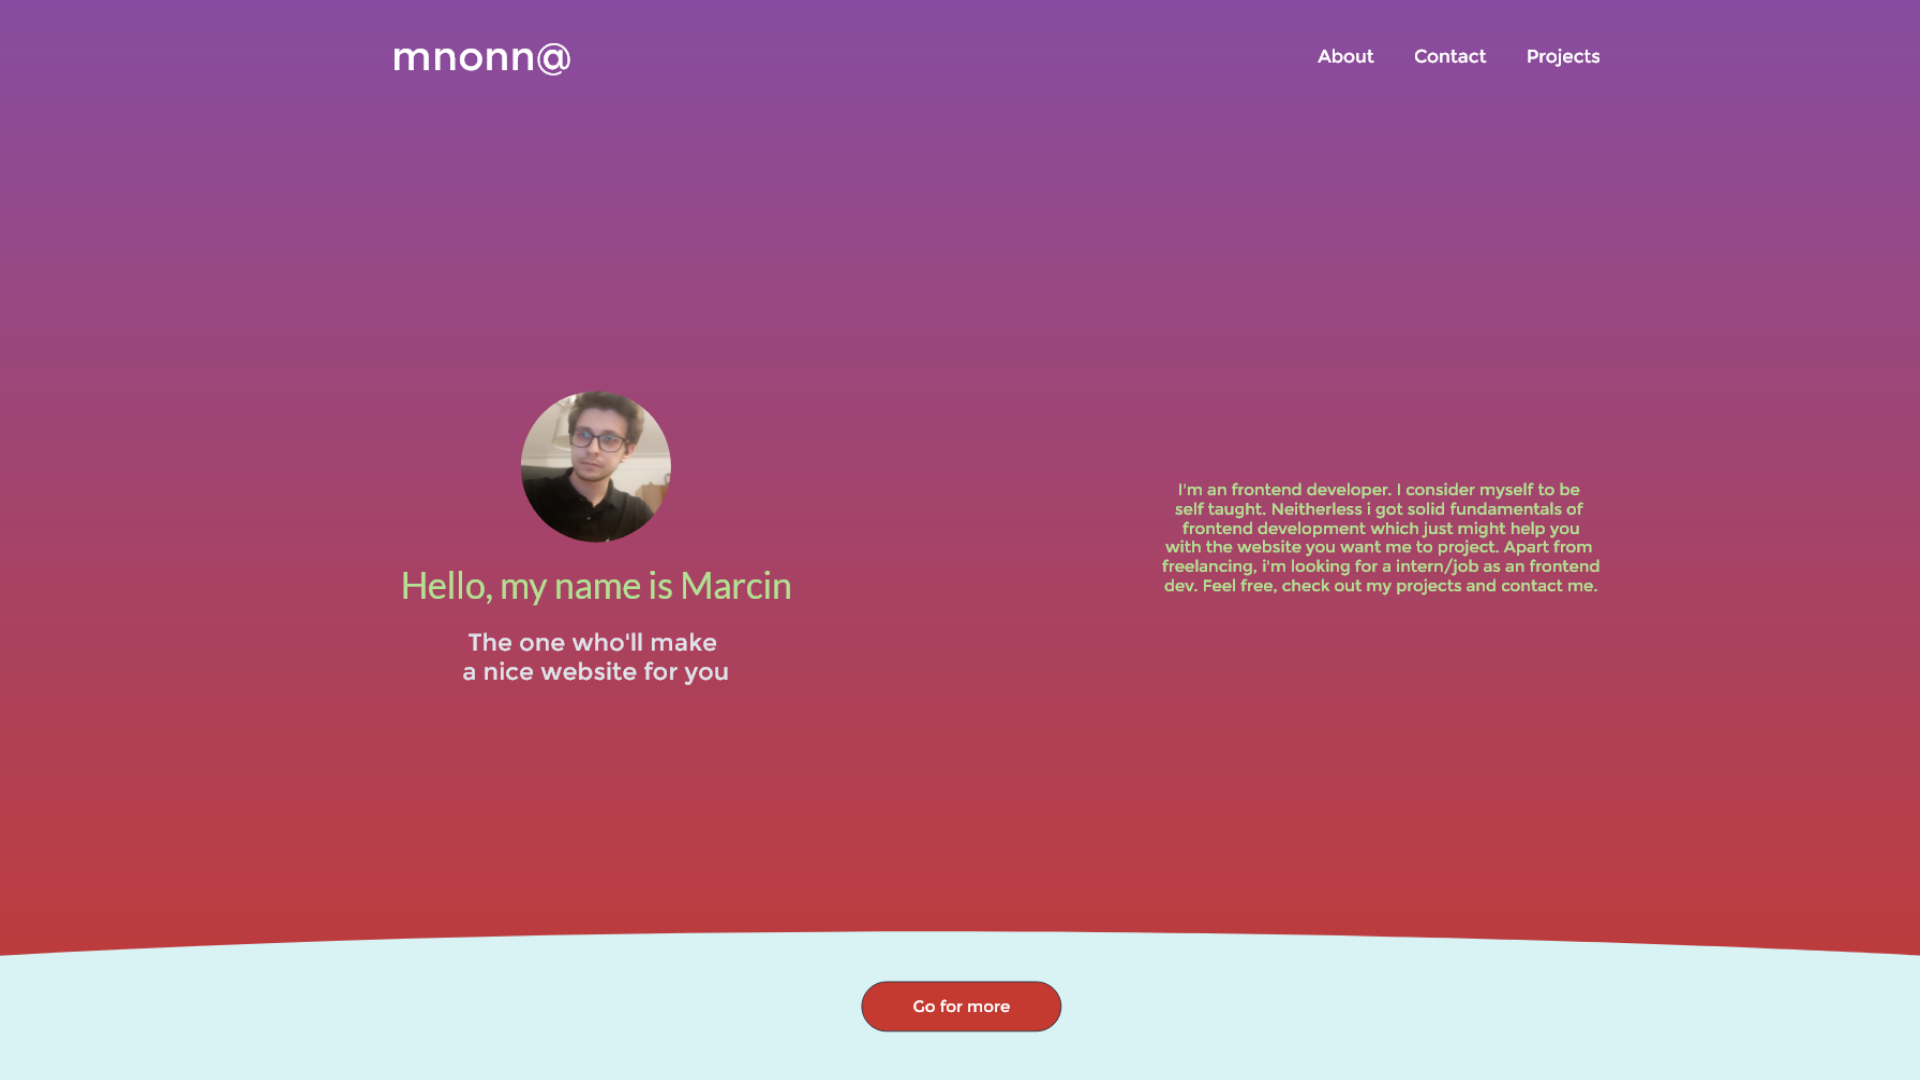 mnonn@
About
Contact
Projects
Hello, my name is Marcin
The one who'll make
a nice website for you
I'm an frontend developer. I consider myself to be
self taught. Neitherless i got solid fundamentals of
frontend development which just might help you
with the website you want me to project. Apart from
freelancing, i'm looking for a intern/job as an frontend
dev. Feel free, check out my projects and contact me.
Go for more